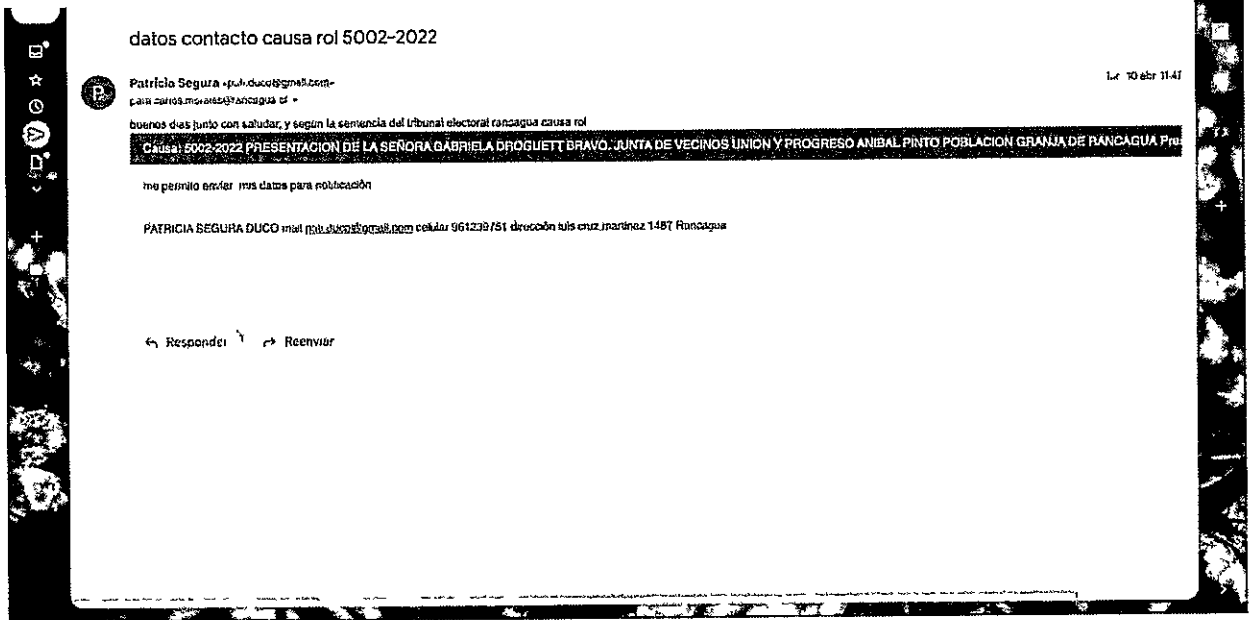 datos contacto causa rol 5002-2022
Patricia Segura
10 abr 11:47
para
buenos dias junto con saludar, y según la sentencia del tribunal electoral rancagua causa rol
Causa: 5002-2022 PRESENTACION DE LA SEÑORA GABRIELA DROGUETT BRAVO. JUNTA DE VECINOS UNION Y PROGRESO ANIBAL PINTO POBLACION GRANJA DE RANCAGUA
me permito enviar mis datos para notificación
PATRICIA SEGURA DUCO mail celular 961239751 dirección luis cruz martinez 1487 Rancagua
Responder
Reenviar